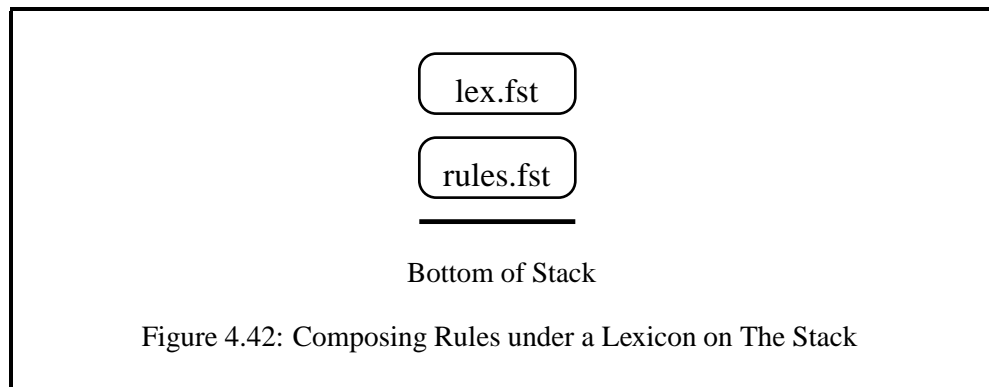 lex.fst
rules.fst
Bottom of Stack
Figure 4.42: Composing Rules under a Lexicon on The Stack